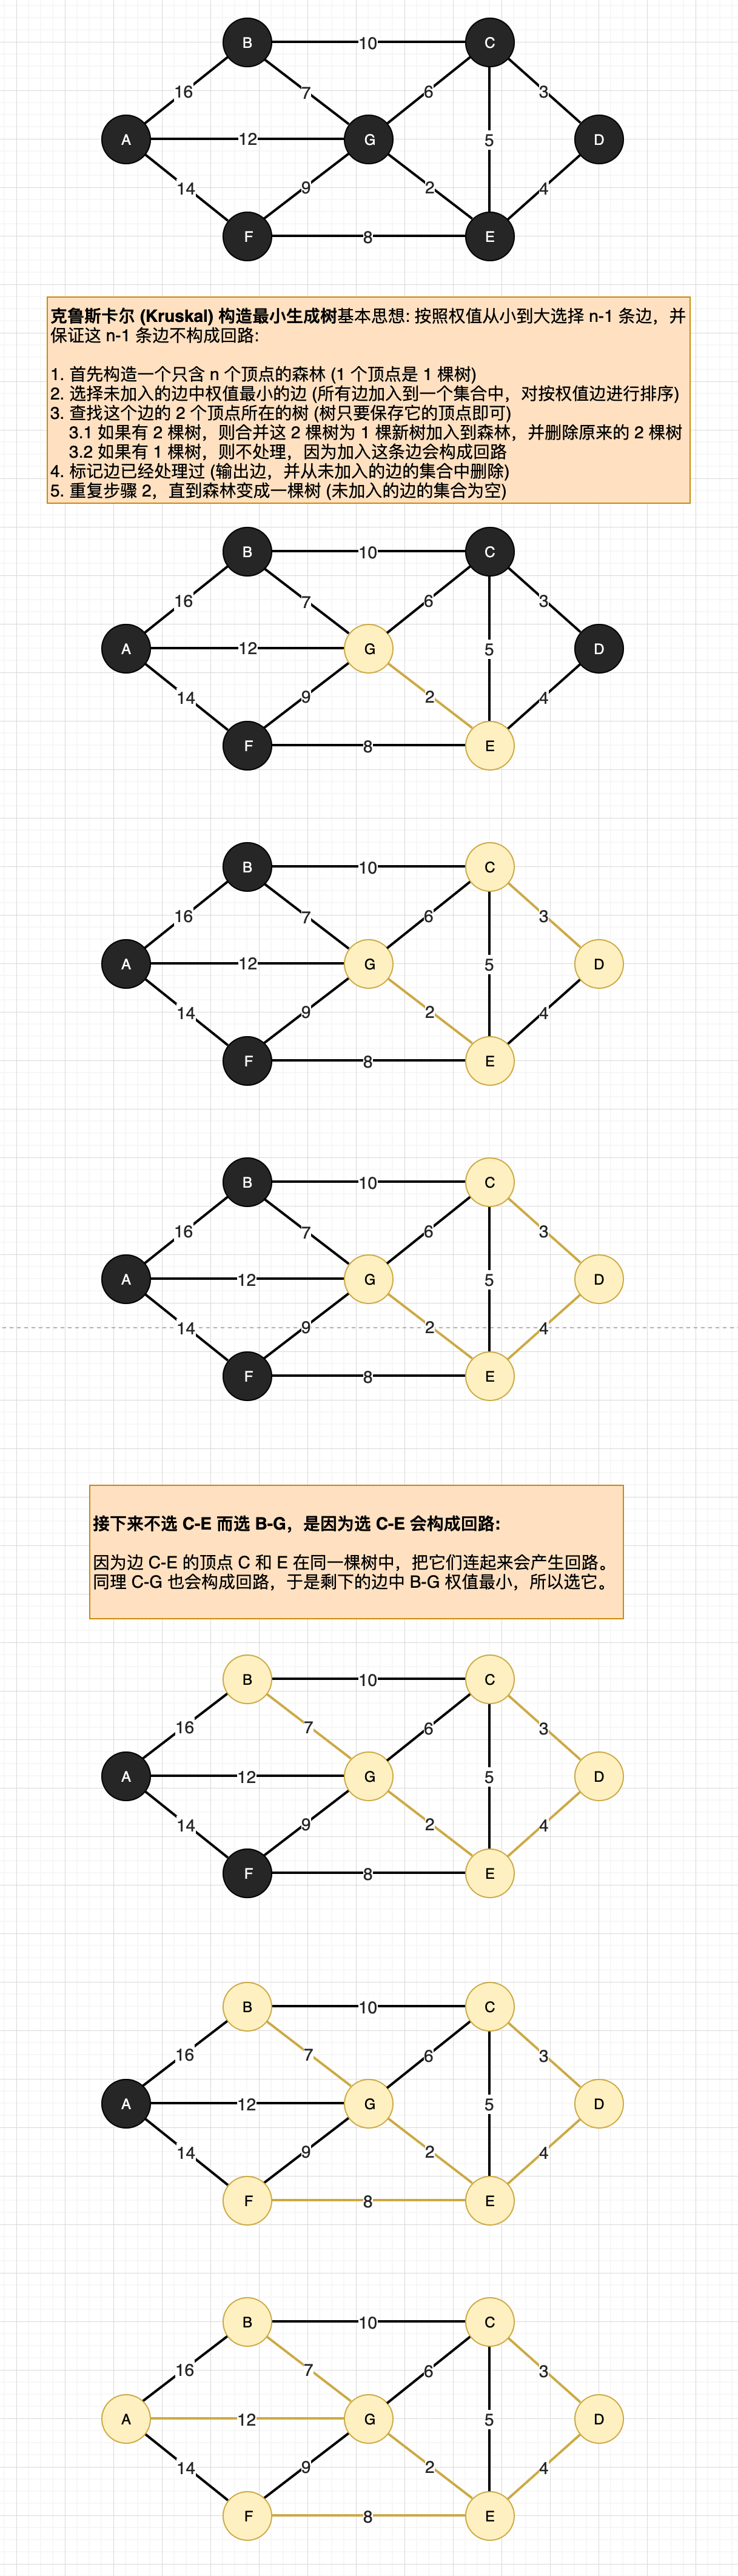 B 10 C
16 7 6 3
A 12 G 5 D
14 9 2 4
F 8 E
克鲁斯卡尔 (Kruskal) 构造最小生成树基本思想: 按照权值从小到大选择 n-1 条边，并
保证这 n-1 条边不构成回路:
1. 首先构造一个只含 n 个顶点的森林 (1 个顶点是 1 棵树)
2. 选择未加入的边中权值最小的边 (所有边加入到一个集合中，对按权值边进行排序)
3. 查找这个边的 2 个顶点所在的树 (树只要保存它的顶点即可)
3.1 如果有 2 棵树，则合并这 2 棵树为 1 棵新树加入到森林，并删除原来的 2 棵树
3.2 如果有 1 棵树，则不处理，因为加入这条边会构成回路
4. 标记边已经处理过 (输出边，并从未加入的边的集合中删除)
5. 重复步骤 2，直到森林变成一棵树 (未加入的边的集合为空)
B 10 C
16 7 6 3
A 12 G 5 D
14 9 2 4
F 8 E
B 10 C
16 7 6 3
A 12 G 5 D
14 9 2 4
F 8 E
B 10 C
16 7 6 3
A 12 G 5 D
14 9 2 4
F 8 E
接下来不选 C-E 而选 B-G，是因为选 C-E 会构成回路:
因为边 C-E 的顶点 C 和 E 在同一棵树中，把它们连起来会产生回路。
同理 C-G 也会构成回路，于是剩下的边中 B-G 权值最小，所以选它。
B 10 C
16 7 6 3
A 12 G 5 D
14 9 2 4
F 8 E
B 10 C
16 7 6 3
A 12 G 5 D
14 9 2 4
F 8 E
B 10 C
16 7 6 3
A 12 G 5 D
14 9 2 4
F 8 E